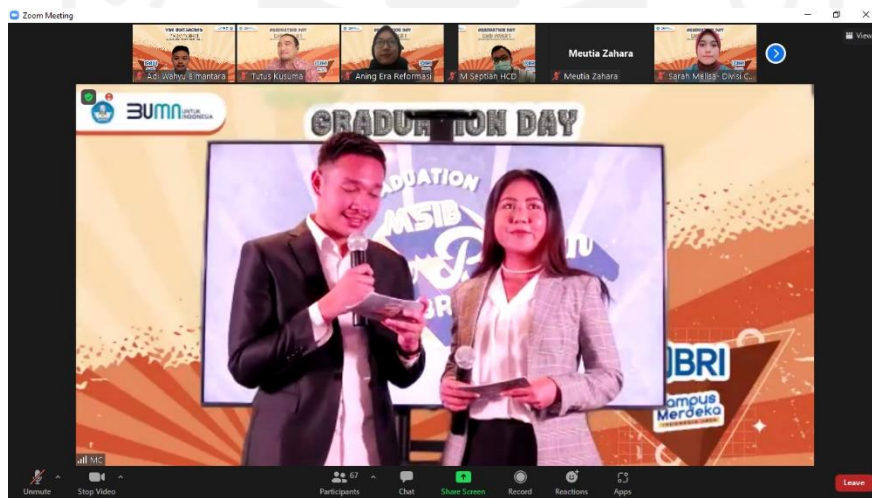 Zoom Meeting
View
Adi Wahyu Bimantara
Tutus Kusuma
Aning Era Reformasi
M Septian HCD
Meutia Zahara
Meutia Zahara
Sarah Melisa- Divisi C...
BUMN UNTUK INDONESIA
GRADUATION DAY
MSIB
BRI
Kampus
Merdeka
INDONESIA JAYA
MC
Unmute
Stop Video
67
Participants
Chat
Share Screen
Record
Reactions
Apps
Leave